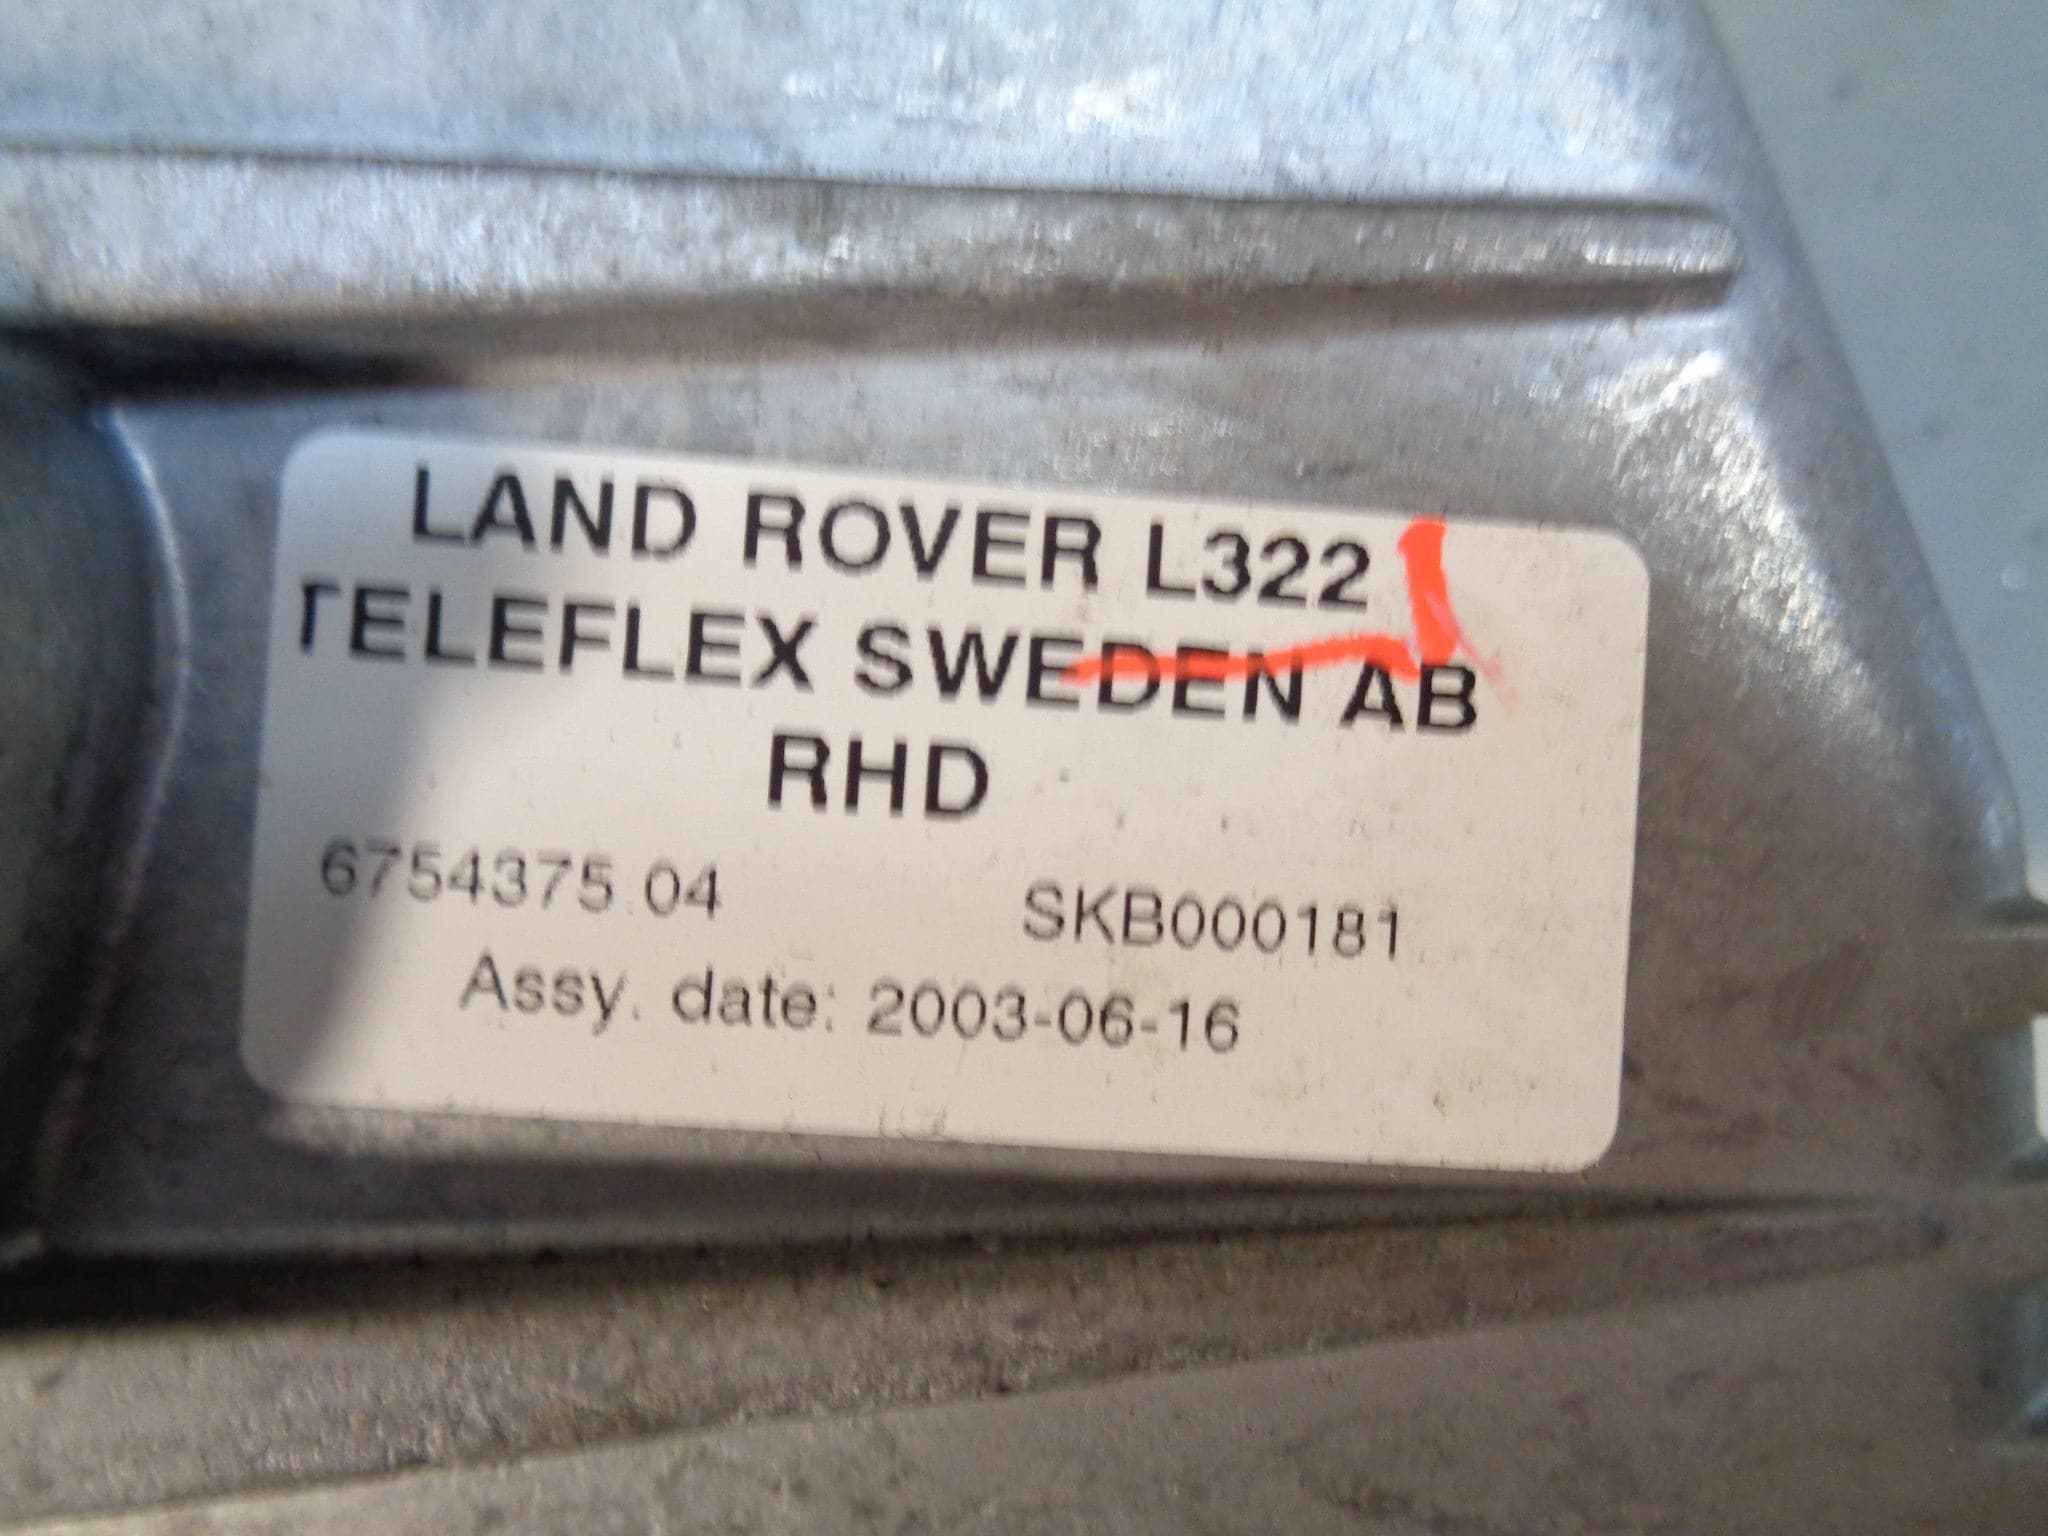 LAND ROVER L322
TELEFLEX SWEDEN AB
RHD
6754375.04 SKB000181
Assy. date: 2003-06-16